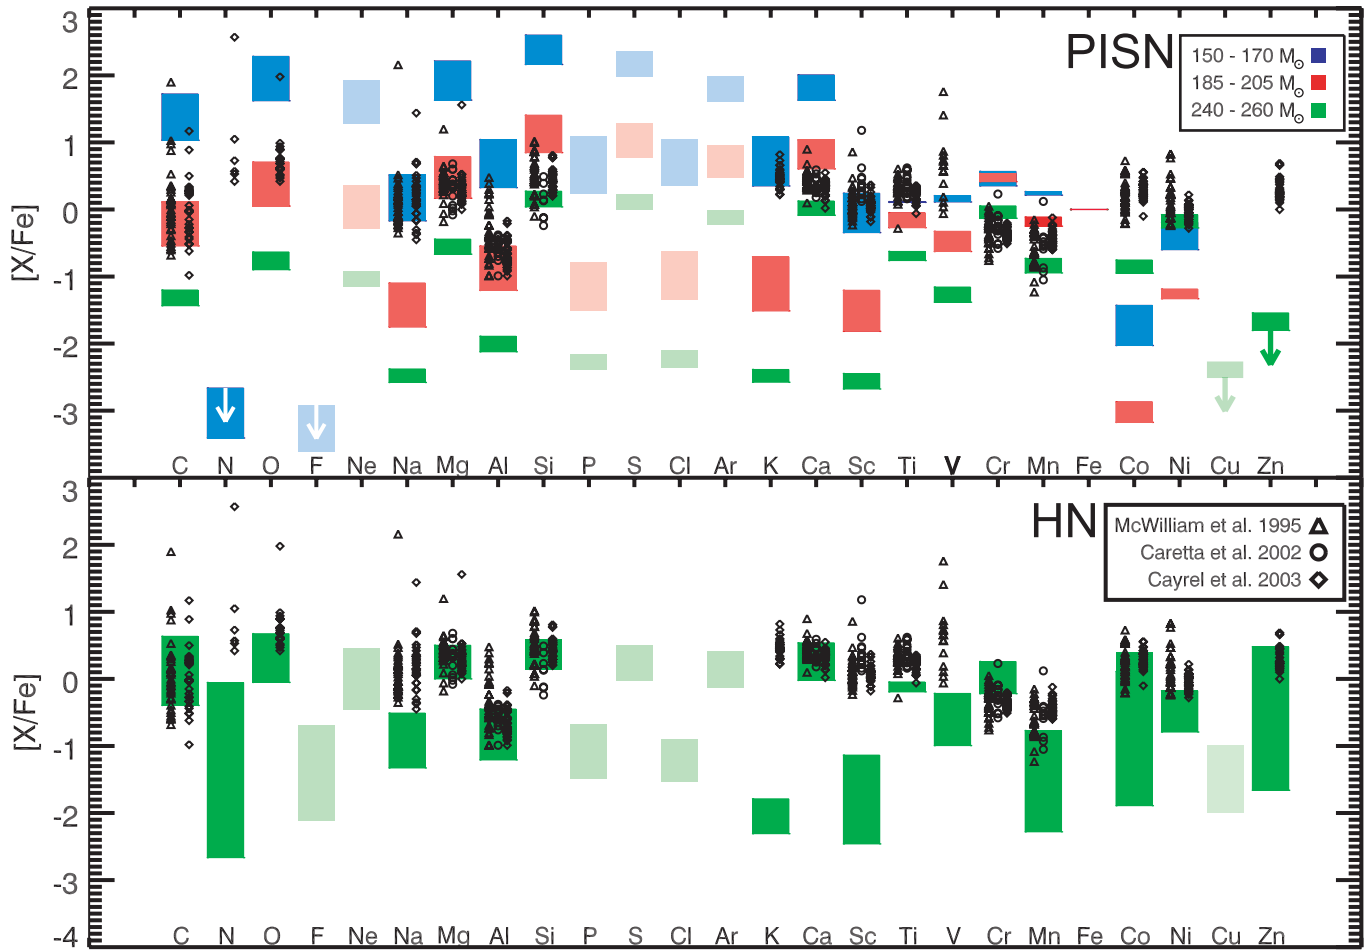 PISN
150 - 170 M⊙
185 - 205 M⊙
240 - 260 M⊙
[X/Fe]
3
2
1
0
-1
-2
-3
C N O F Ne Na Mg Al Si P S Cl Ar K Ca Sc Ti V Cr Mn Fe Co Ni Cu Zn
HN
McWilliam et al. 1995
Caretta et al. 2002
Cayrel et al. 2003
[X/Fe]
3
2
1
0
-1
-2
-3
-4
C N O F Ne Na Mg Al Si P S Cl Ar K Ca Sc Ti V Cr Mn Fe Co Ni Cu Zn